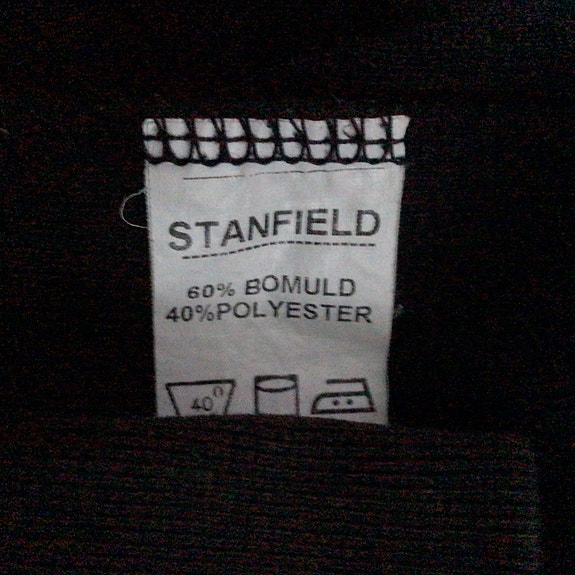 STANFIELD
60% BOMULD
40%POLYESTER
40°